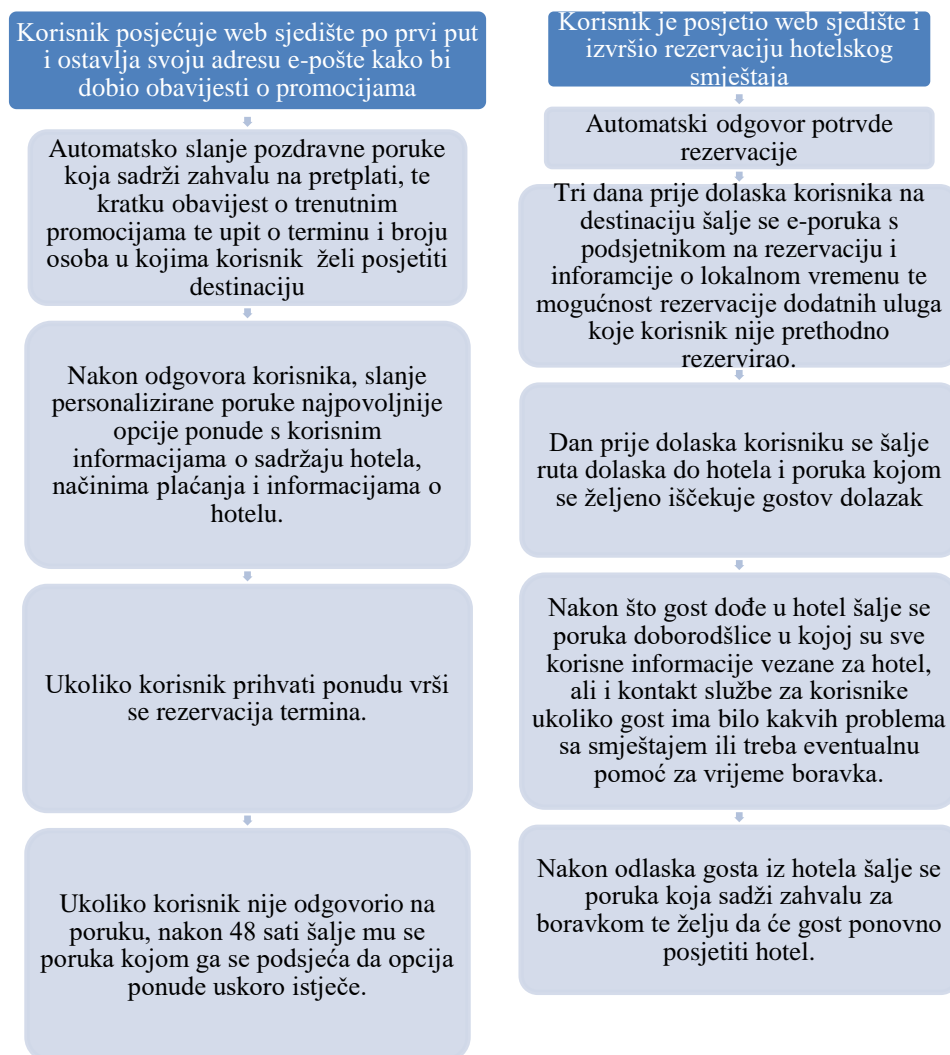 Korisnik posjećuje web sjedište po prvi put
i ostavlja svoju adresu e-pošte kako bi
dobio obavijesti o promocijama
Automatsko slanje pozdravne poruke
koja sadrži zahvalu na pretplati, te
kratku obavijest o trenutnim
promocijama te upit o terminu i broju
osoba u kojima korisnik želi posjetiti
destinaciju
Nakon odgovora korisnika, slanje
personalizirane poruke najpovoljnije
opcije ponude s korisnim
informacijama o sadržaju hotela,
načinima plaćanja i informacijama o
hotelu.
Ukoliko korisnik prihvati ponudu vrši
se rezervacija termina.
Ukoliko korisnik nije odgovorio na
poruku, nakon 48 sati šalje mu se
poruka kojom ga se podsjeća da opcija
ponude uskoro istječe.
Korisnik je posjetio web sjedište i
izvršio rezervaciju hotelskog
smještaja
Automatski odgovor potrvde
rezervacije
Tri dana prije dolaska korisnika na
destinaciju šalje se e-poruka s
podsjetnikom na rezervaciju i
inforamcije o lokalnom vremenu te
mogućnost rezervacije dodatnih uluga
koje korisnik nije prethodno
rezervirao.
Dan prije dolaska korisniku se šalje
ruta dolaska do hotela i poruka kojom
se željeno iščekuje gostov dolazak
Nakon što gost dođe u hotel šalje se
poruka doborodšlice u kojoj su sve
korisne informacije vezane za hotel,
ali i kontakt službe za korisnike
ukoliko gost ima bilo kakvih problema
sa smještajem ili treba eventualnu
pomoć za vrijeme boravka.
Nakon odlaska gosta iz hotela šalje se
poruka koja sadži zahvalu za
boravkom te želju da će gost ponovno
posjetiti hotel.